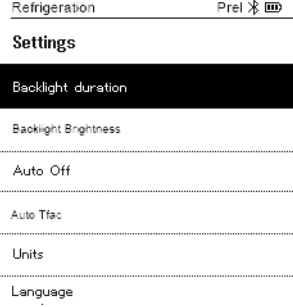 Refrigeration Prel
Settings
Backlight duration
Backlight Brightness
Auto Off
Auto Tfac
Units
Language